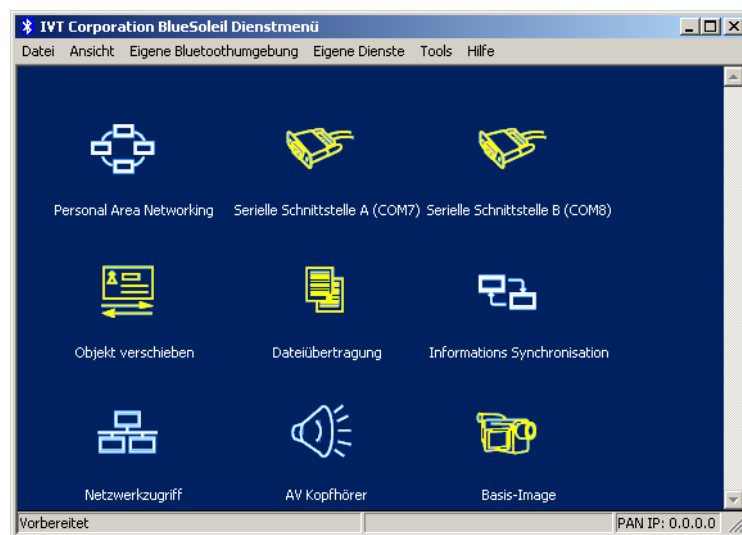 IVT Corporation BlueSoleil Dienstmenü
Datei Ansicht Eigene Bluetoothumgebung Eigene Dienste Tools Hilfe
Personal Area Networking Serielle Schnittstelle A (COM7) Serielle Schnittstelle B (COM8)
Objekt verschieben Dateiübertragung Informations Synchronisation
Netzwerkzugriff AV Kopfhörer Basis-Image
Vorbereitet PAN IP: 0.0.0.0